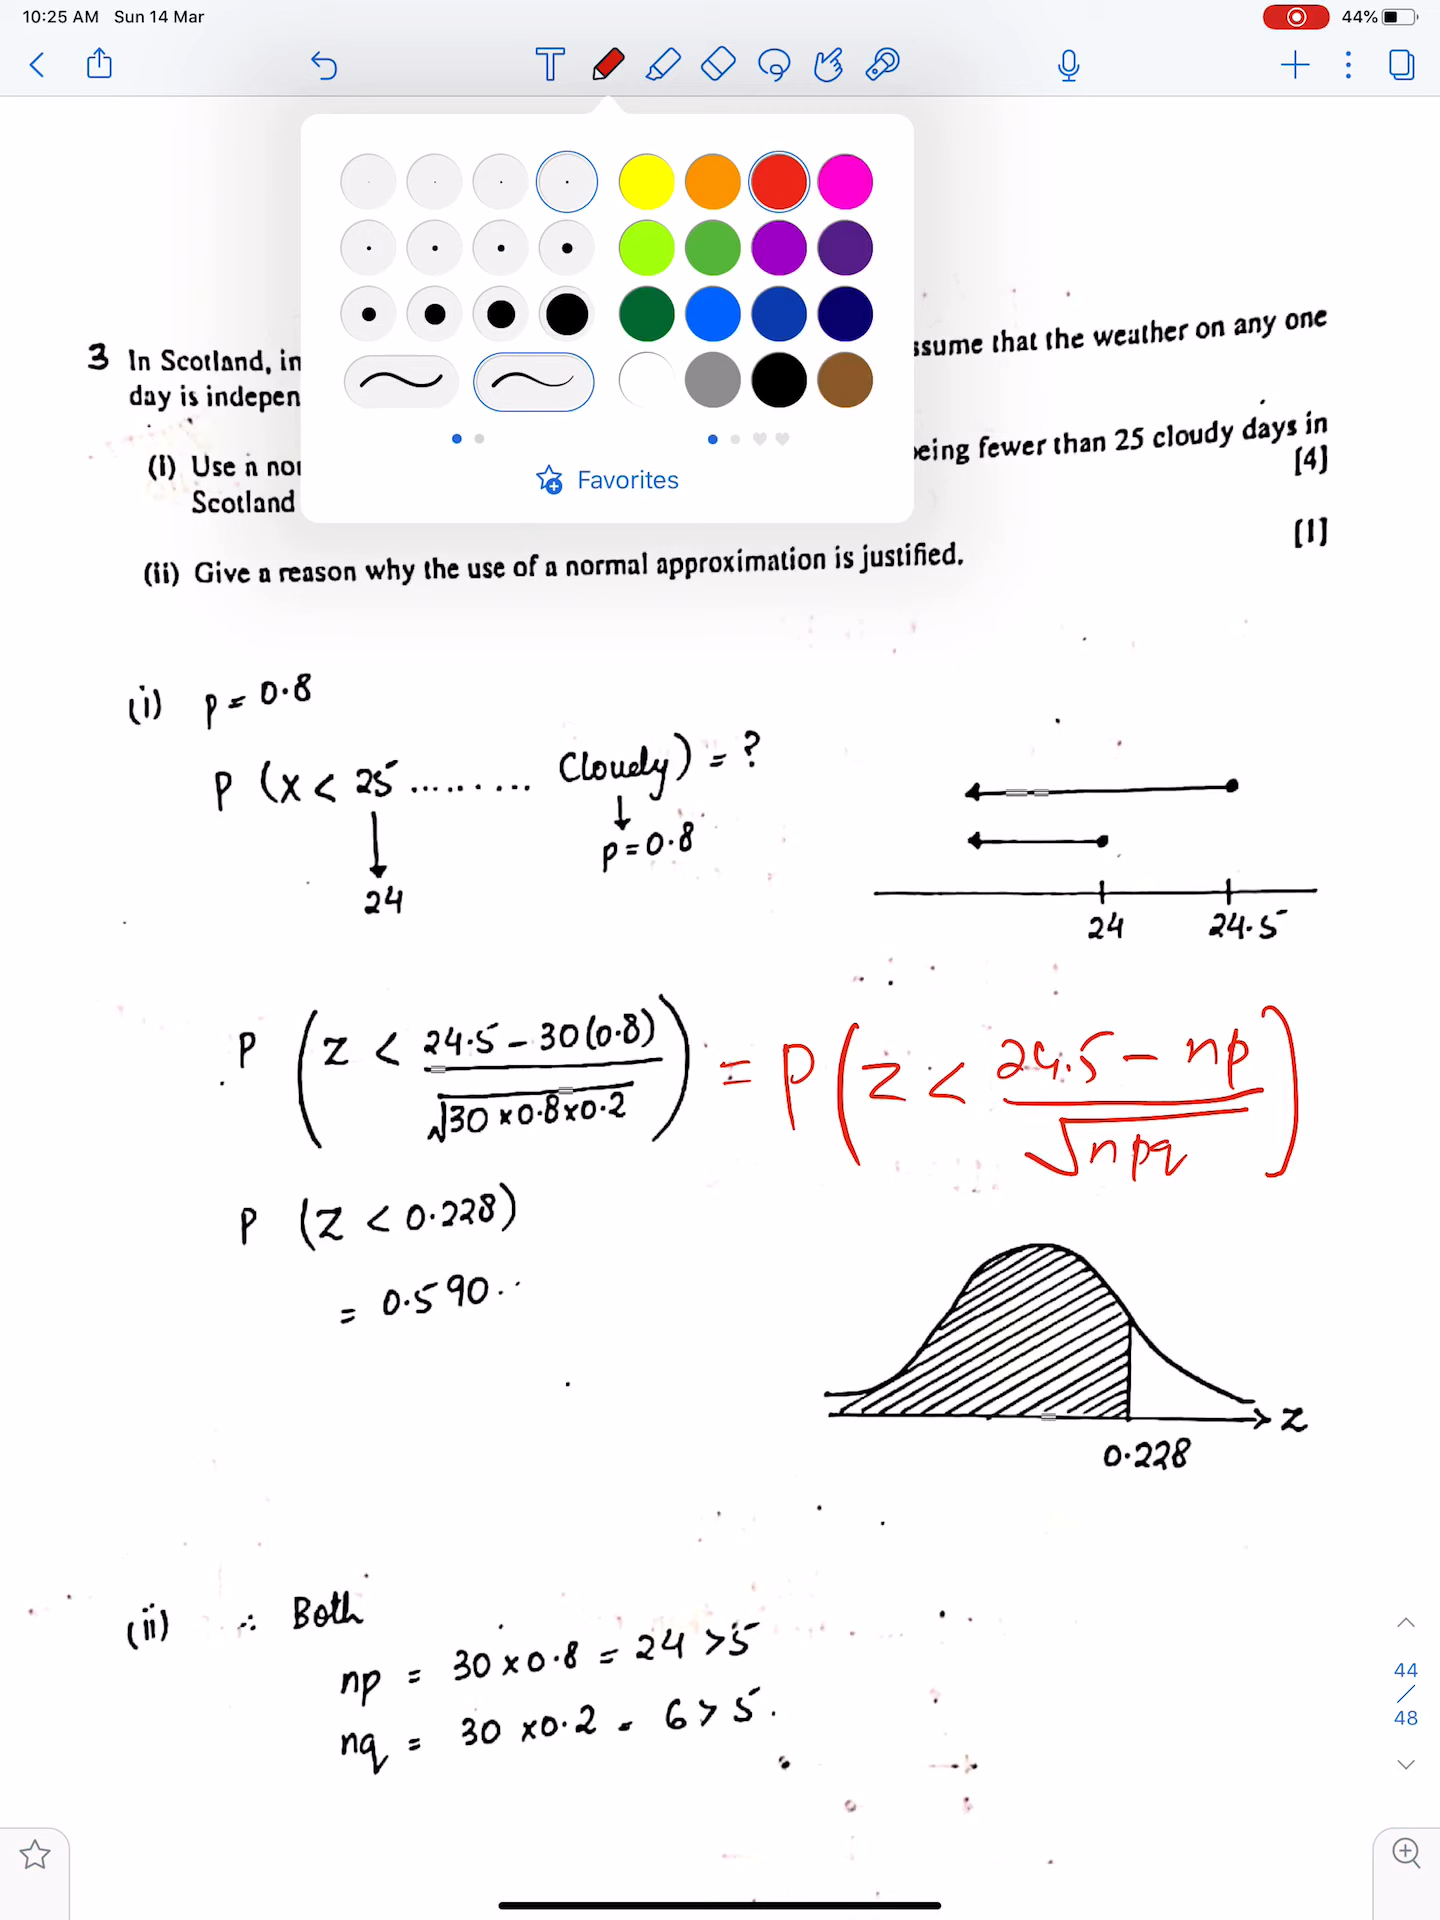 10:25 AM Sun 14 Mar
44%
T
Favorites
3 In Scotland, in ssume that the weather on any one
day is indepen
(i) Use a nor eing fewer than 25 cloudy days in
Scotland [4]
(ii) Give a reason why the use of a normal approximation is justified. [1]
(i) p = 0.8
P (x < 25 ......... Cloudy) = ?
p = 0.8
24
24 24.5
P (z < 24.5 - 30(0.8) / √30 × 0.8 × 0.2) = P (z < 24.5 - np / √npq)
P (z < 0.228)
= 0.590..
z
0.228
(ii) ∴ Both
np = 30 × 0.8 = 24 > 5
nq = 30 × 0.2 = 6 > 5.
44
/
48